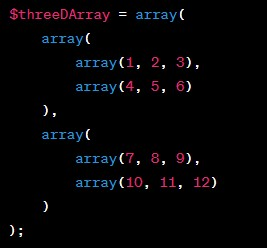 $threeDArray = array(
    array(
        array(1, 2, 3),
        array(4, 5, 6)
    ),
    array(
        array(7, 8, 9),
        array(10, 11, 12)
    )
);